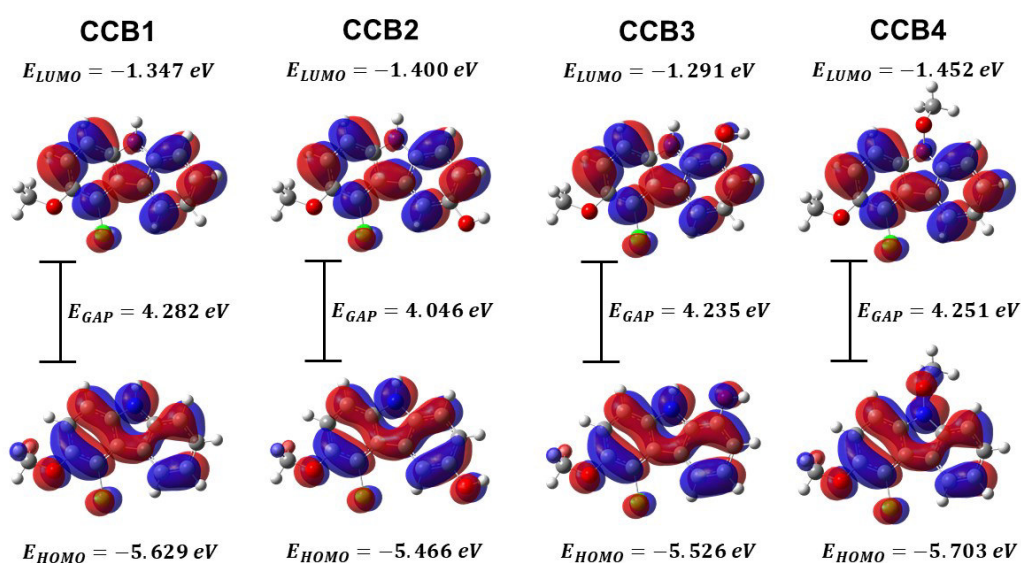 CCB1 CCB2 CCB3 CCB4
E_LUMO = −1.347 eV E_LUMO = −1.400 eV E_LUMO = −1.291 eV E_LUMO = −1.452 eV
E_GAP = 4.282 eV E_GAP = 4.046 eV E_GAP = 4.235 eV E_GAP = 4.251 eV
E_HOMO = −5.629 eV E_HOMO = −5.466 eV E_HOMO = −5.526 eV E_HOMO = −5.703 eV